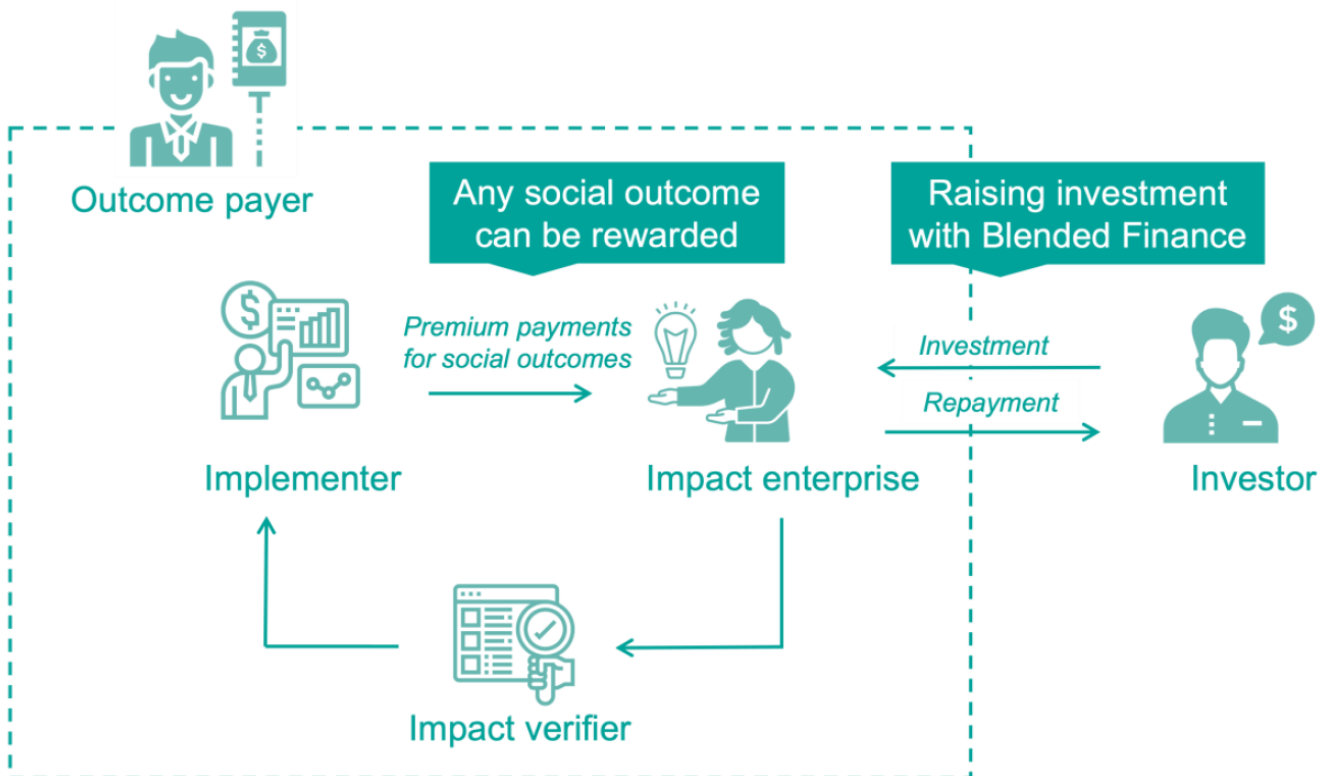 Outcome payer
Any social outcome
can be rewarded
Raising investment
with Blended Finance
$
$
Premium payments
for social outcomes
Investment
Repayment
$
Implementer
Impact enterprise
Investor
Impact verifier